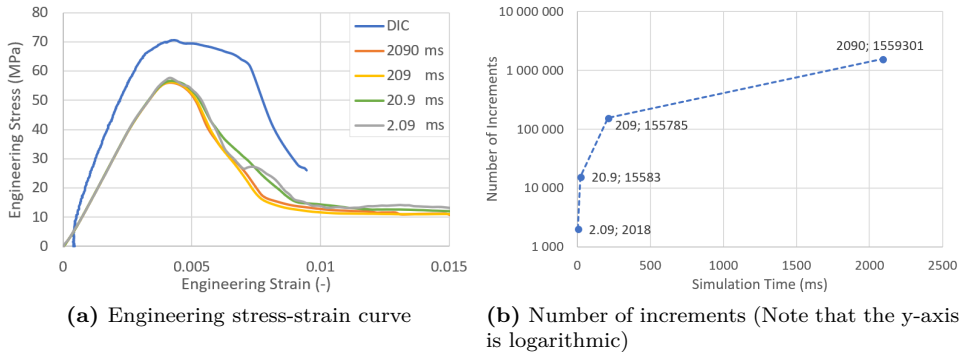 80
70
60
50
40
30
20
10
0
Engineering Stress (MPa)
DIC
2090 ms
209 ms
20.9 ms
2.09 ms
0
0.005
0.01
0.015
Engineering Strain (-)
(a) Engineering stress-strain curve
10 000 000
1 000 000
100 000
10 000
1 000
Number of Increments
2090; 1559301
209; 155785
20.9; 15583
2.09; 2018
0
500
1000
1500
2000
2500
Simulation Time (ms)
(b) Number of increments (Note that the y-axis
is logarithmic)